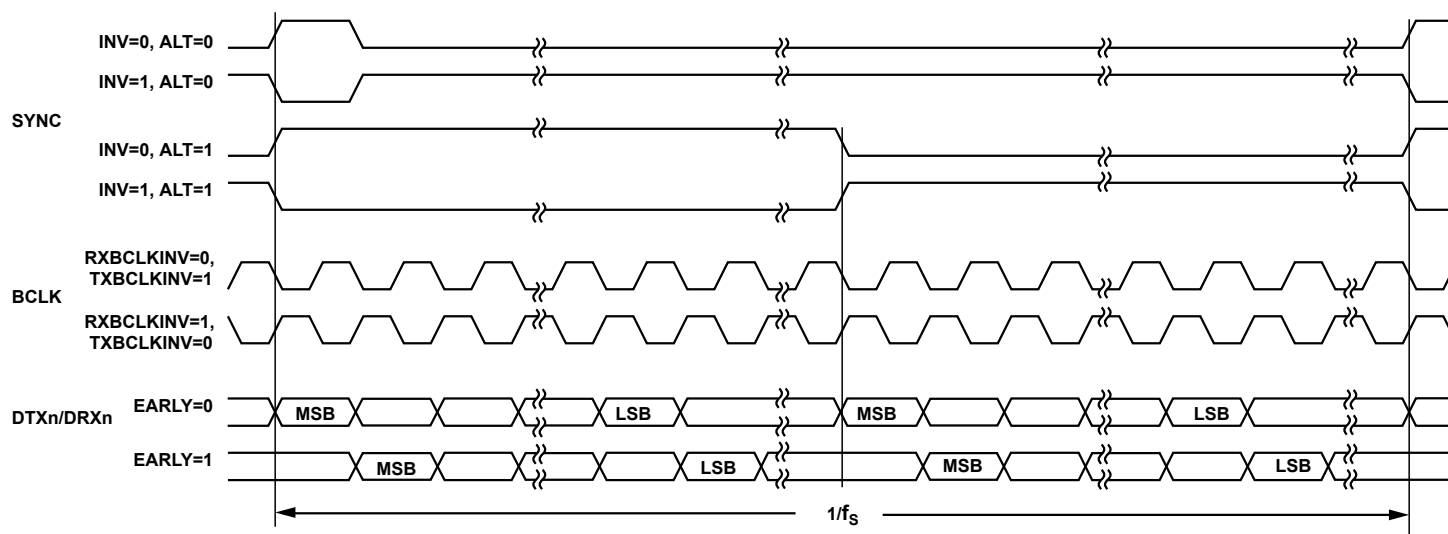 INV=0, ALT=0
INV=1, ALT=0
SYNC
INV=0, ALT=1
INV=1, ALT=1
RXBCLKINV=0,
TXBCLKINV=1
BCLK
RXBCLKINV=1,
TXBCLKINV=0
DTXn/DRXn
EARLY=0
MSB
LSB
MSB
LSB
EARLY=1
MSB
LSB
MSB
LSB
1/fS